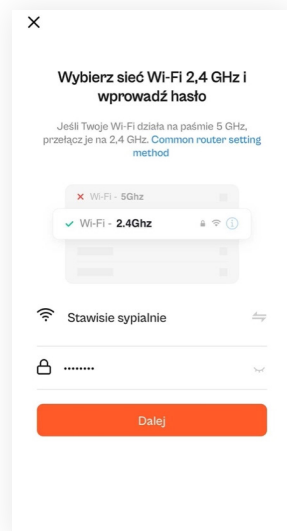 Wybierz sieć Wi-Fi 2,4 GHz i
wprowadź hasło
Jeśli Twoje Wi-Fi działa na paśmie 5 GHz,
przełącz je na 2,4 GHz. Common router setting
method
Wi-Fi - 5Ghz
Wi-Fi - 2.4Ghz
Stawisie sypialnie
••••••••
Dalej